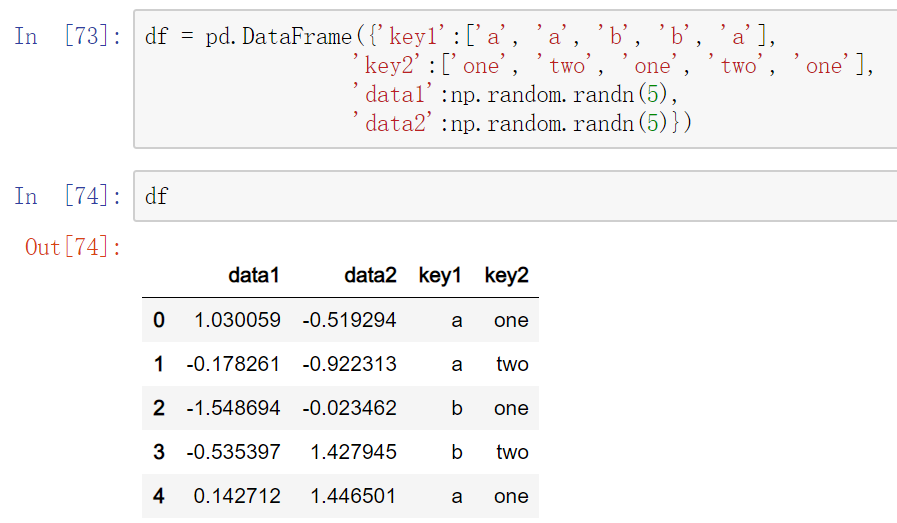 In [73]: df = pd.DataFrame({'key1':['a', 'a', 'b', 'b', 'a'],
'key2':['one', 'two', 'one', 'two', 'one'],
'data1':np.random.randn(5),
'data2':np.random.randn(5)})
In [74]: df
Out[74]:
data1 data2 key1 key2
0 1.030059 -0.519294 a one
1 -0.178261 -0.922313 a two
2 -1.548694 -0.023462 b one
3 -0.535397 1.427945 b two
4 0.142712 1.446501 a one